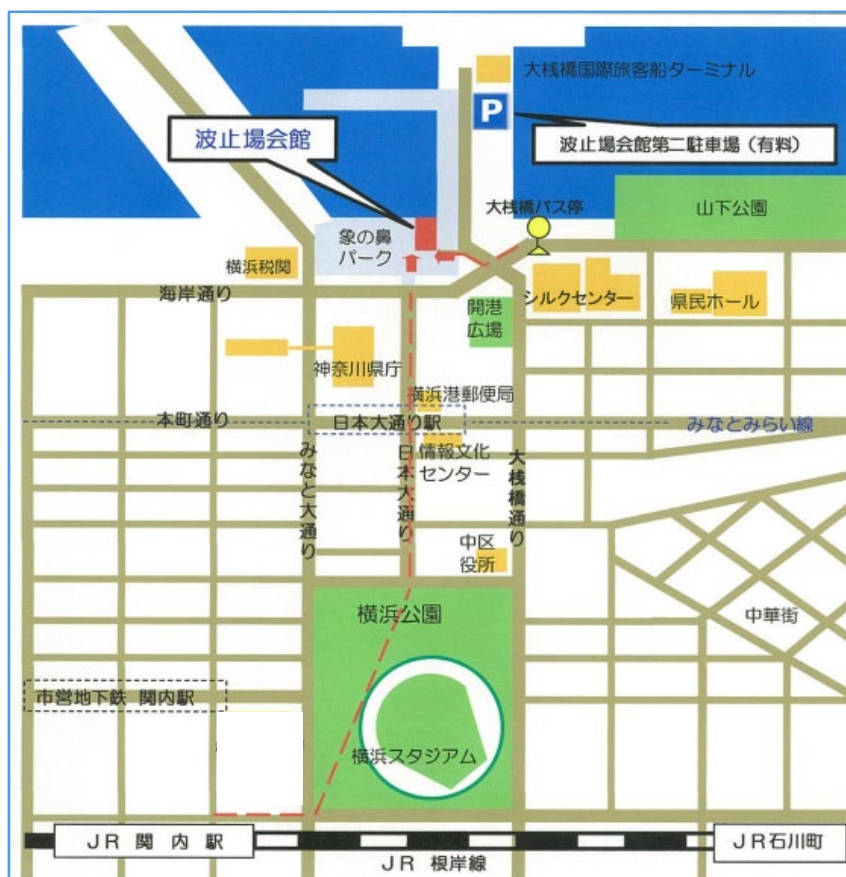 大桟橋国際旅客船ターミナル
P
波止場会館
波止場会館第二駐車場（有料）
大桟橋バス停
山下公園
象の鼻
パーク
横浜税関
シルクセンター
県民ホール
海岸通り
開港
広場
神奈川県庁
横浜港郵便局
本町通り
日本大通り駅
みなとみらい線
情報文化
センター
みなと大通り
日本大通り
大桟橋通り
中区
役所
横浜公園
中華街
市営地下鉄 関内駅
横浜スタジアム
ＪＲ 関 内 駅
ＪＲ石川町
ＪＲ 根岸線